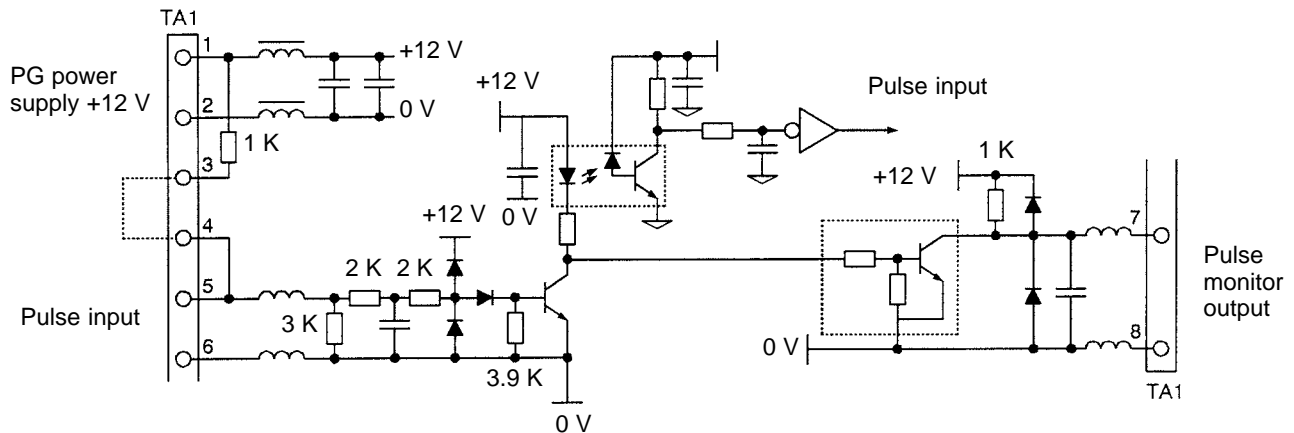 TA1
1
+12 V
PG power
supply +12 V
2
0 V
1 K
3
4
5
Pulse input
6
2 K
2 K
3 K
+12 V
3.9 K
0 V
+12 V
0 V
Pulse input
1 K
+12 V
7
Pulse
monitor
output
8
0 V
TA1